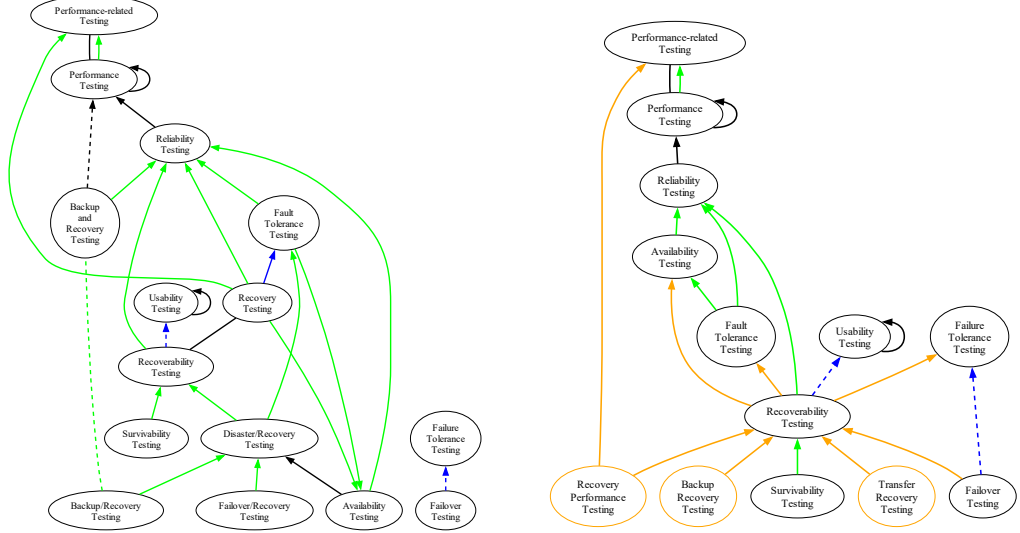 Performance-related
Testing
Performance
Testing
Reliability
Testing
Backup
and
Recovery
Testing
Fault
Tolerance
Testing
Usability
Testing
Recovery
Testing
Recoverability
Testing
Survivability
Testing
Disaster/Recovery
Testing
Failure
Tolerance
Testing
Backup/Recovery
Testing
Failover/Recovery
Testing
Availability
Testing
Failover
Testing
Performance-related
Testing
Performance
Testing
Reliability
Testing
Availability
Testing
Fault
Tolerance
Testing
Usability
Testing
Failure
Tolerance
Testing
Recoverability
Testing
Recovery
Performance
Testing
Backup
Recovery
Testing
Survivability
Testing
Transfer
Recovery
Testing
Failover
Testing